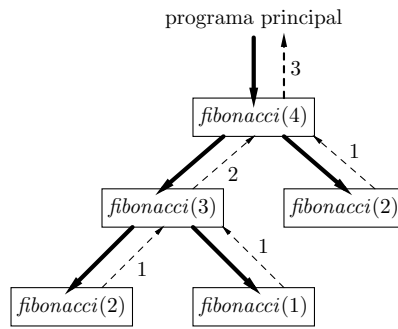 programa principal
3
fibonacci(4)
2
1
fibonacci(3)
fibonacci(2)
1
1
fibonacci(2)
fibonacci(1)